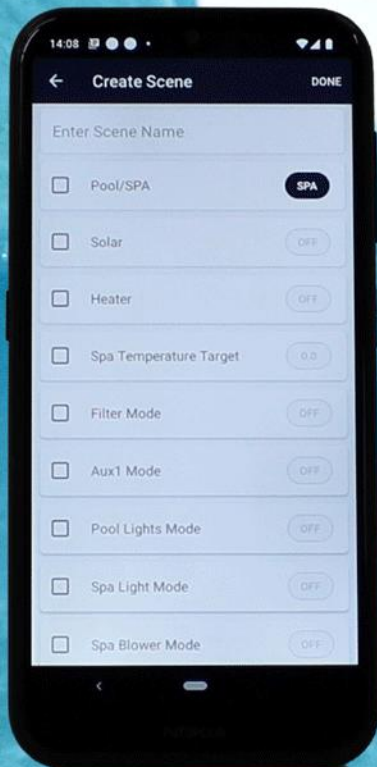 14:08
Create Scene DONE
Enter Scene Name
Pool/SPA SPA
Solar OFF
Heater OFF
Spa Temperature Target 0.0
Filter Mode OFF
Aux1 Mode OFF
Pool Lights Mode OFF
Spa Light Mode OFF
Spa Blower Mode OFF
NOKIA